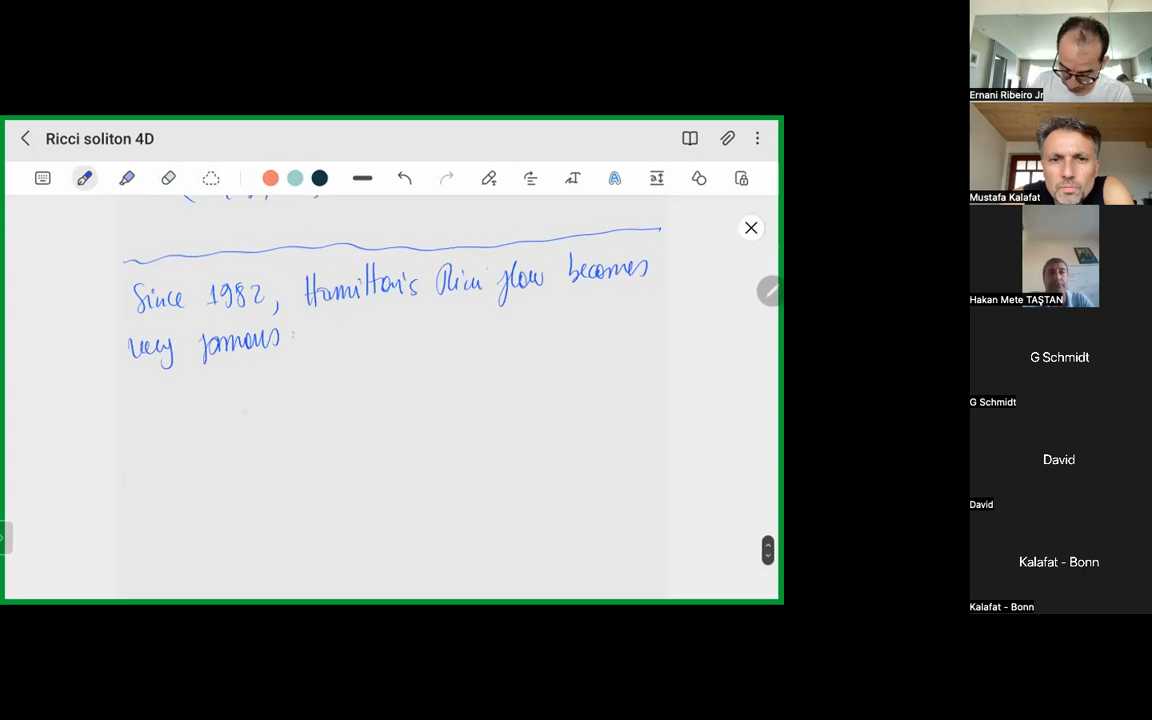 Ricci soliton 4D
Since 1982, Hamilton's Ricci flow becomes
very famous:
Ernani Ribeiro Jr
Mustafa Kalafat
Hakan Mete TAŞTAN
G Schmidt
G Schmidt
David
David
Kalafat - Bonn
Kalafat - Bonn